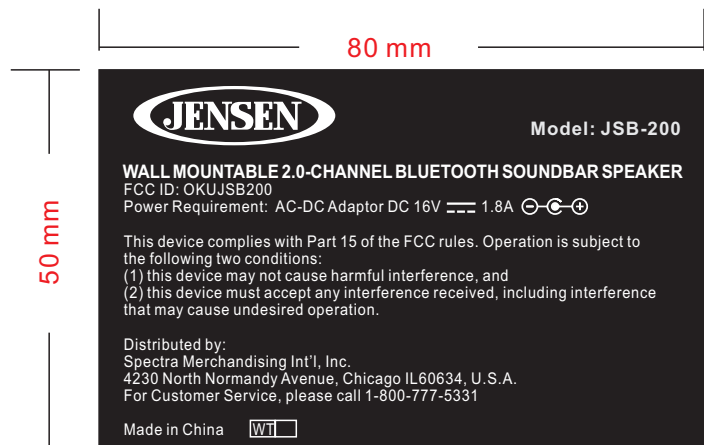 80 mm
50 mm
JENSEN
Model: JSB-200
WALL MOUNTABLE 2.0-CHANNEL BLUETOOTH SOUNDBAR SPEAKER
FCC ID: OKUJSB200
Power Requirement: AC-DC Adaptor DC 16V 1.8A
This device complies with Part 15 of the FCC rules. Operation is subject to
the following two conditions:
(1) this device may not cause harmful interference, and
(2) this device must accept any interference received, including interference
that may cause undesired operation.
Distributed by:
Spectra Merchandising Int'l, Inc.
4230 North Normandy Avenue, Chicago IL60634, U.S.A.
For Customer Service, please call 1-800-777-5331
Made in China WT